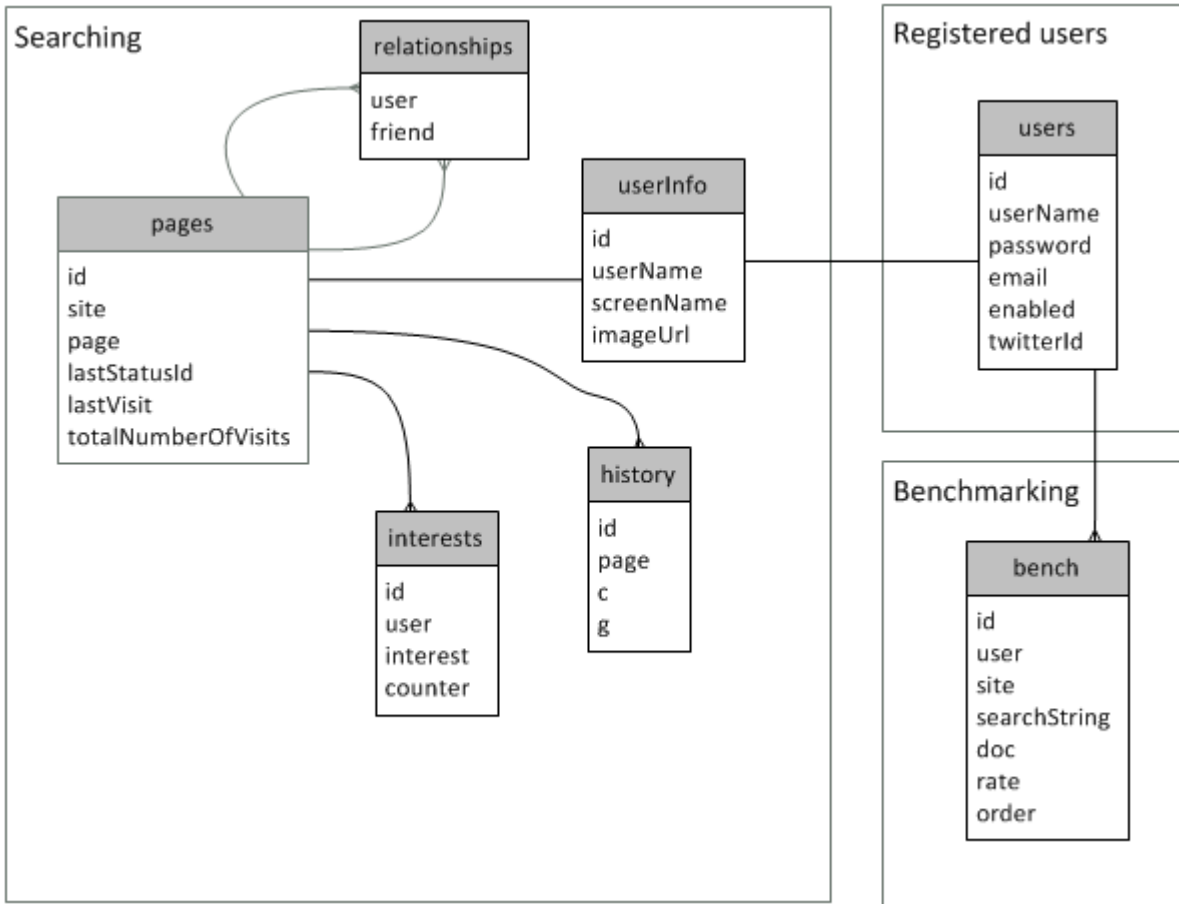 Searching
relationships
user
friend
pages
id
site
page
lastStatusId
lastVisit
totalNumberOfVisits
userInfo
id
userName
screenName
imageUrl
interests
id
user
interest
counter
history
id
page
c
g
Registered users
users
id
userName
password
email
enabled
twitterId
Benchmarking
bench
id
user
site
searchString
doc
rate
order